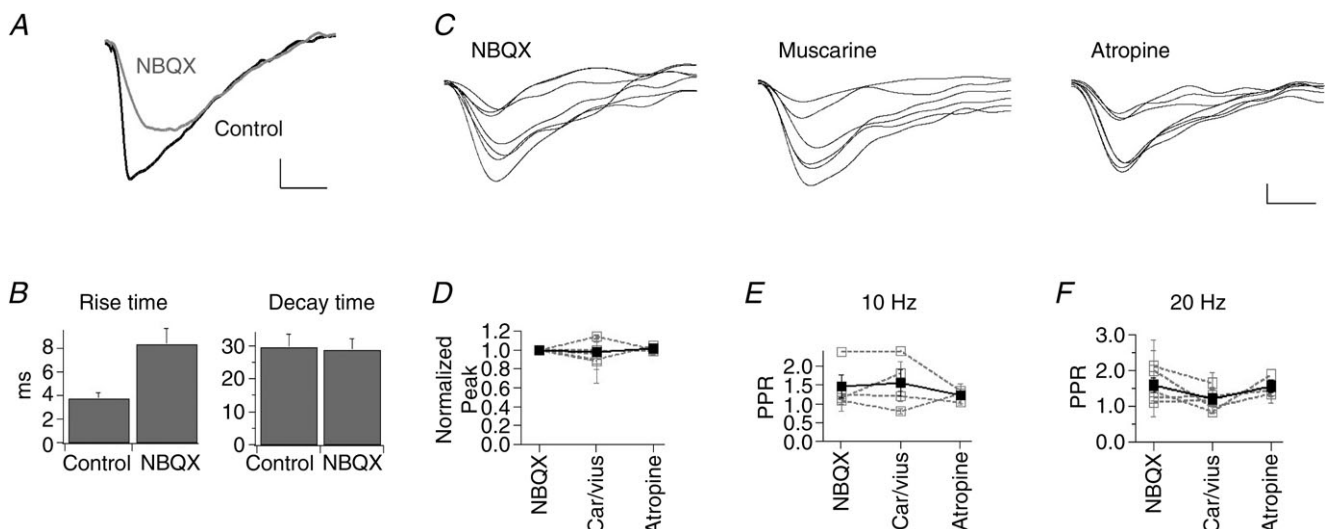 A
NBQX
Control
C
NBQX
Muscarine
Atropine
B
Rise time
Decay time
ms
8
6
4
2
0
30
20
10
0
Control NBQX
Control NBQX
D
Normalized
Peak
1.2
1.0
0.8
0.6
0.4
0.2
0.0
NBQX
Car/vius
Atropine
E
10 Hz
PPR
2.0
1.5
1.0
0.5
0.0
NBQX
Car/vius
Atropine
F
20 Hz
PPR
3.0
2.0
1.0
0.0
NBQX
Car/vius
Atropine